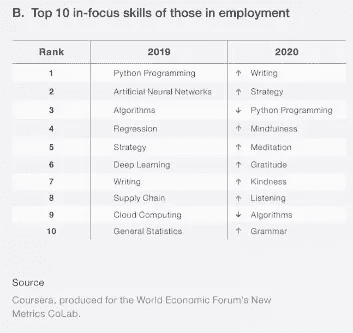 B. Top 10 in-focus skills of those in employment
Rank 2019 2020
1 Python Programming ↑ Writing
2 Artificial Neural Networks ↑ Strategy
3 Algorithms ↓ Python Programming
4 Regression ↑ Mindfulness
5 Strategy ↑ Meditation
6 Deep Learning ↑ Gratitude
7 Writing ↑ Kindness
8 Supply Chain ↑ Listening
9 Cloud Computing ↓ Algorithms
10 General Statistics ↑ Grammar
Source
Coursera, produced for the World Economic Forum's New
Metrics CoLab.